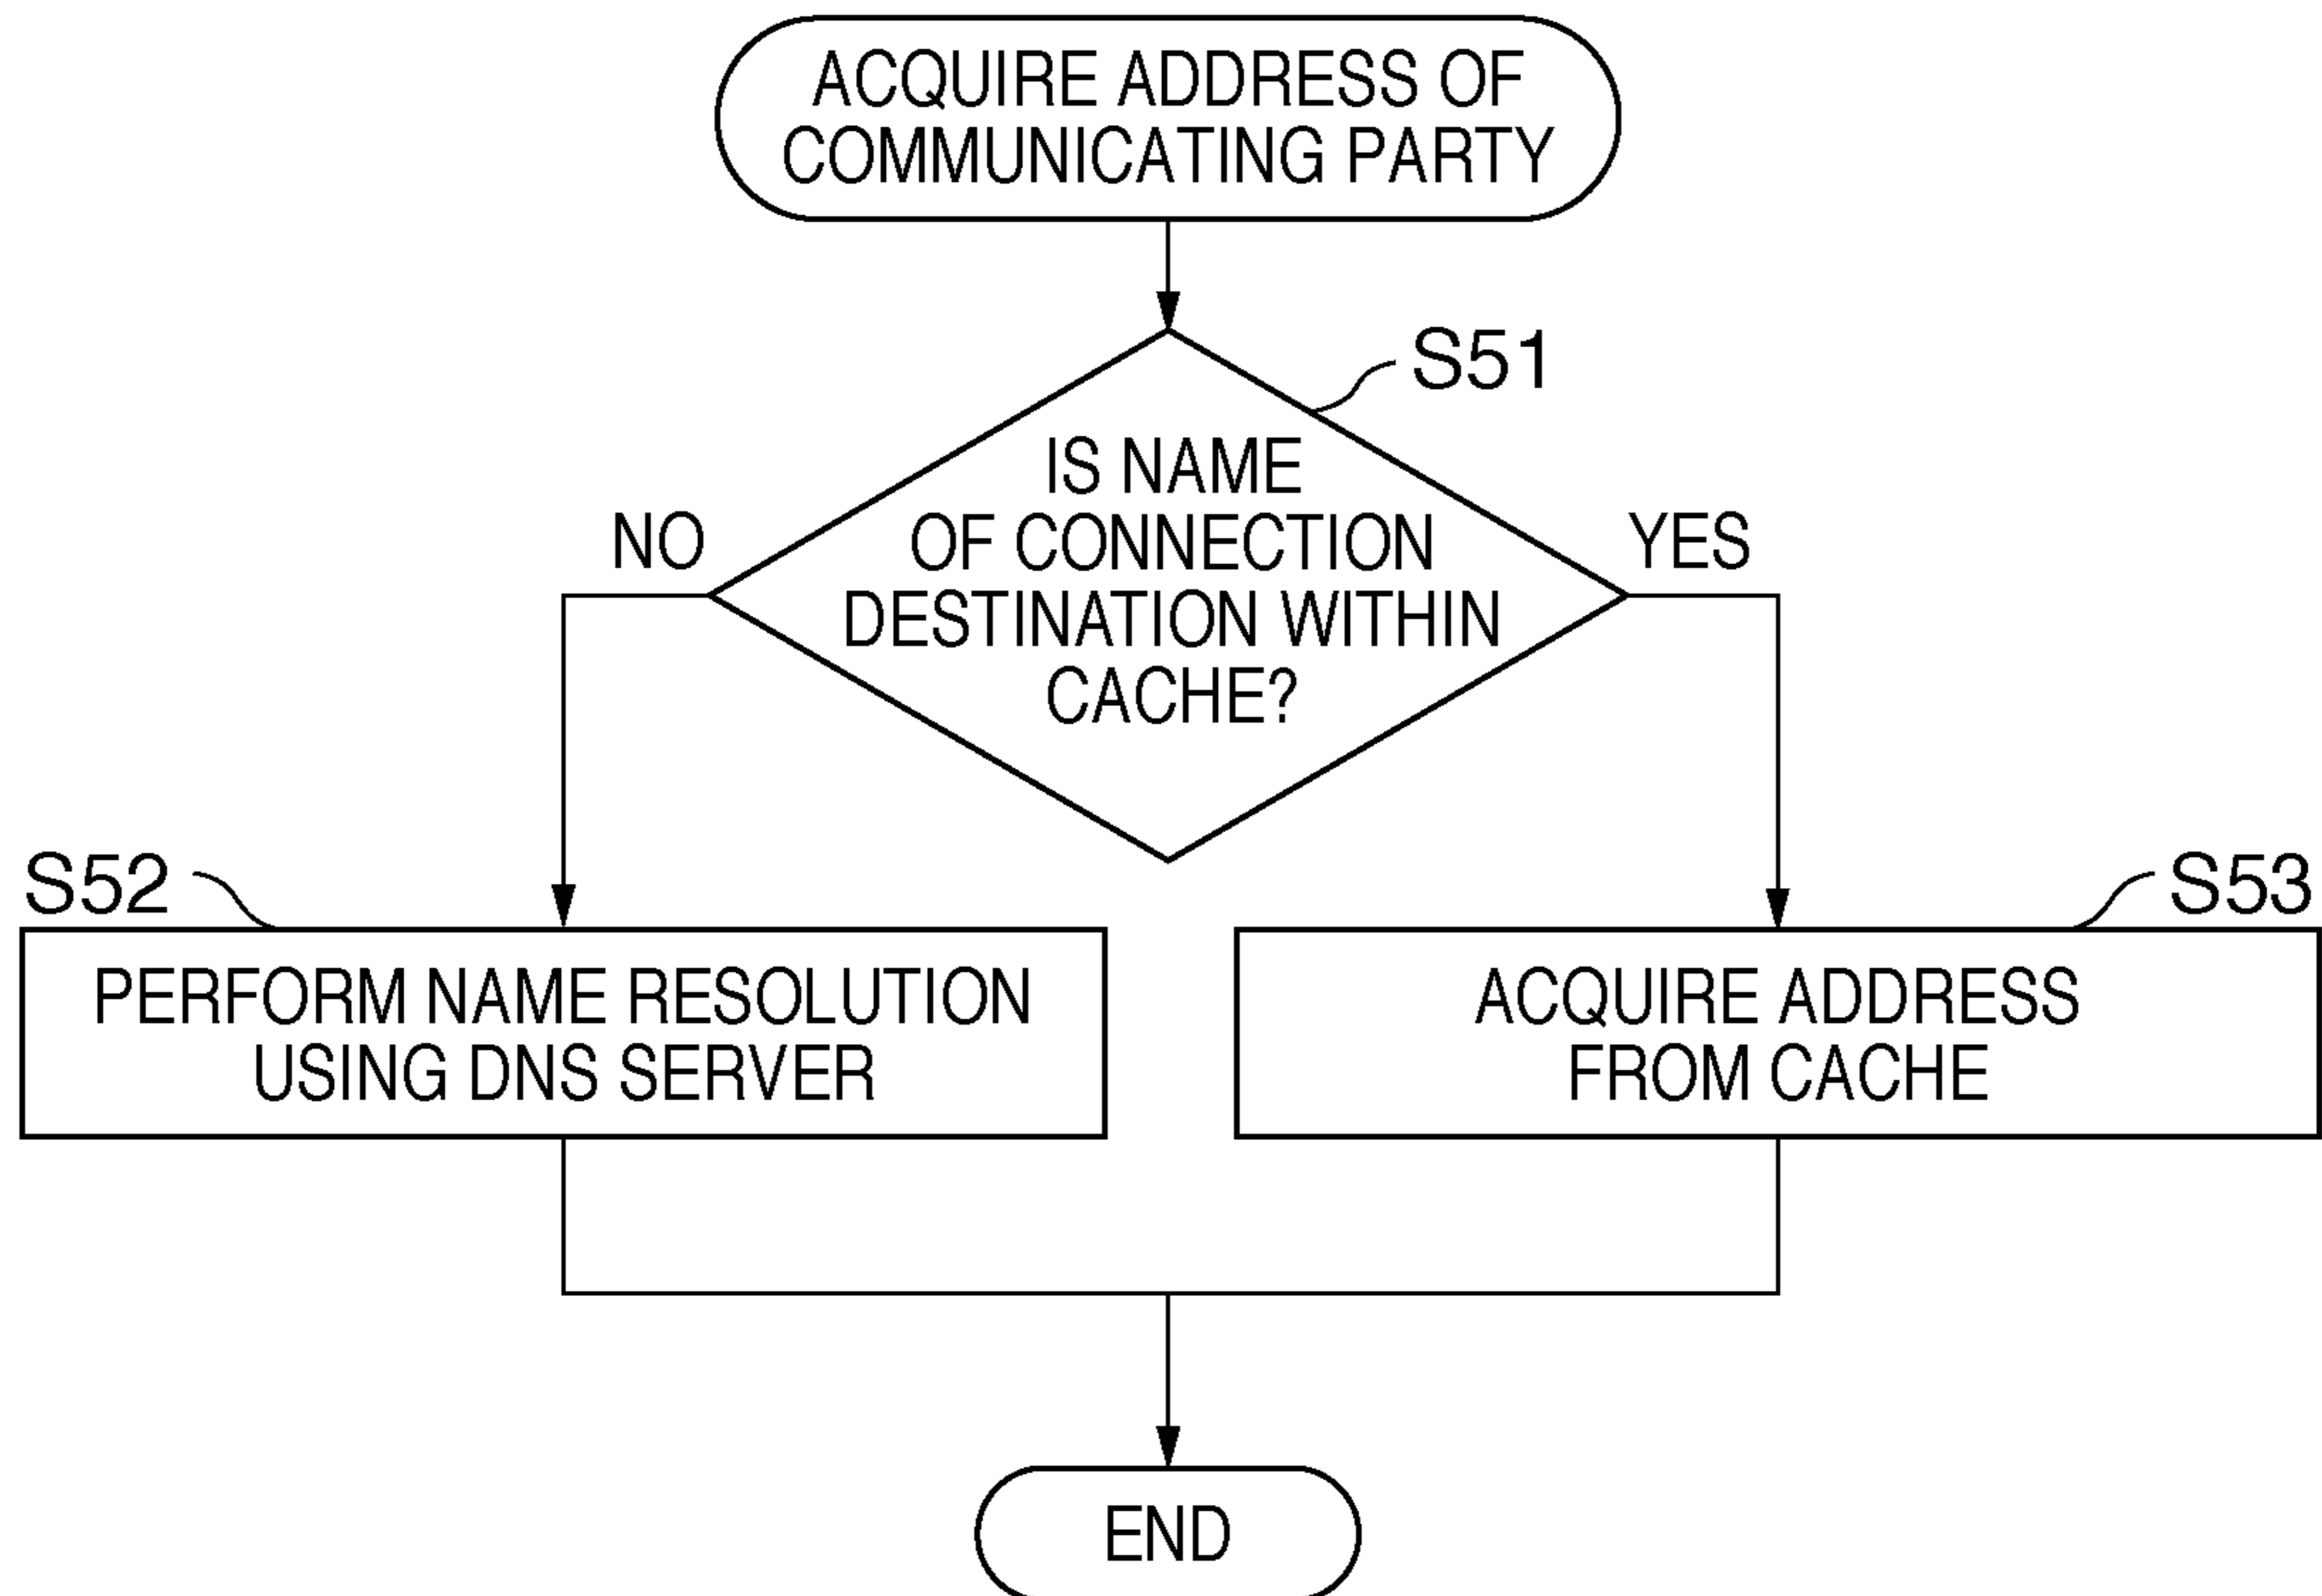 ACQUIRE ADDRESS OF
COMMUNICATING PARTY
S51
IS NAME
OF CONNECTION
DESTINATION WITHIN
CACHE?
NO
YES
S52
PERFORM NAME RESOLUTION
USING DNS SERVER
S53
ACQUIRE ADDRESS
FROM CACHE
END